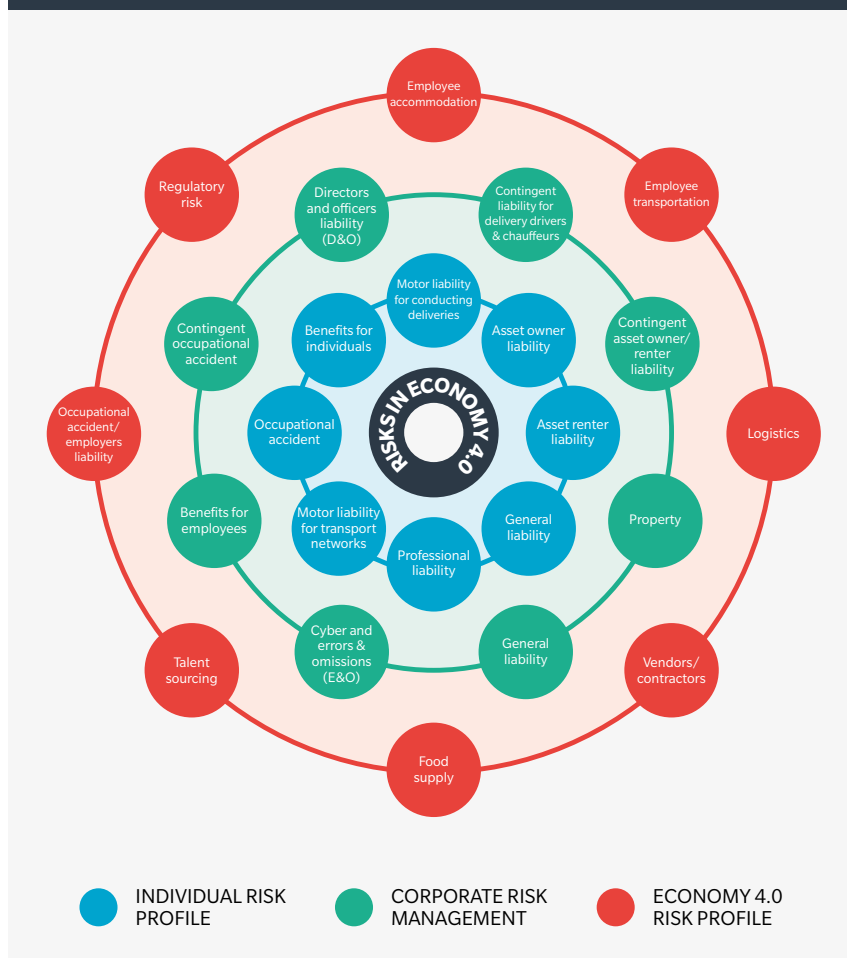 Employee
accommodation
Regulatory
risk
Employee
transportation
Directors
and officers
liability
(D&O)
Contingent
liability for
delivery drivers
& chauffeurs
Motor liability
for conducting
deliveries
Contingent
occupational
accident
Benefits for
individuals
Asset owner
liability
Contingent
asset owner/
renter
liability
Occupational
accident/
employers
liability
Occupational
accident
RISKS IN ECONOMY 4.0
Asset renter
liability
Logistics
Benefits for
employees
Motor liability
for transport
networks
General
liability
Property
Professional
liability
Cyber and
errors &
omissions
(E&O)
General
liability
Talent
sourcing
Vendors/
contractors
Food
supply
INDIVIDUAL RISK
PROFILE
CORPORATE RISK
MANAGEMENT
ECONOMY 4.0
RISK PROFILE